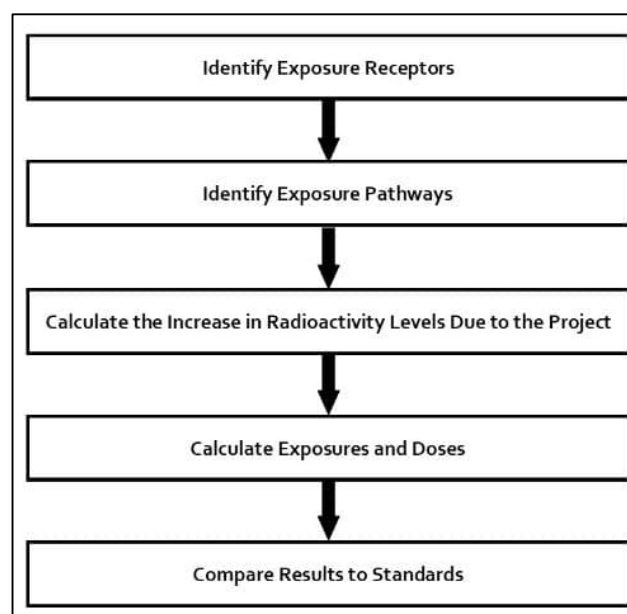 Identify Exposure Receptors
Identify Exposure Pathways
Calculate the Increase in Radioactivity Levels Due to the Project
Calculate Exposures and Doses
Compare Results to Standards